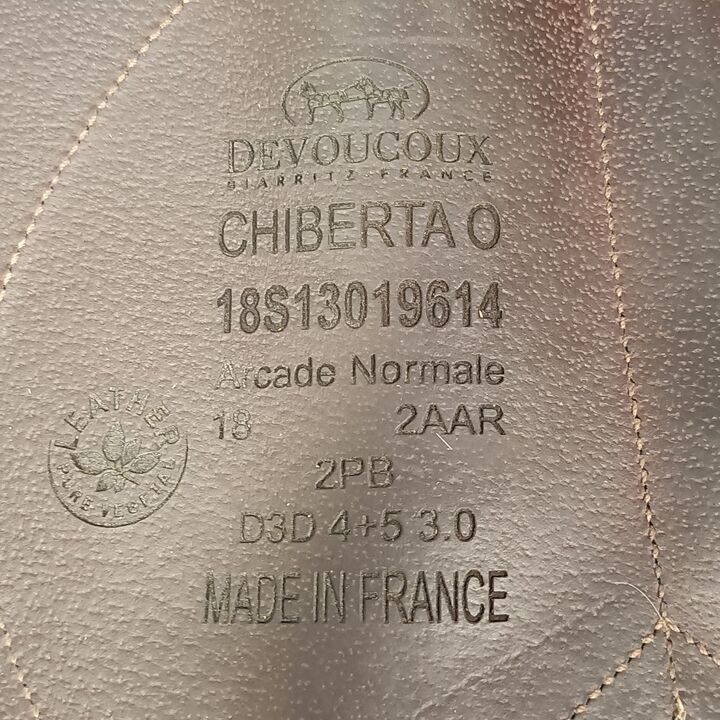 DEVOUCOUX
BIARRITZ-FRANCE
CHIBERTA O
18S13019614
Arcade Normale
18 2AAR
2PB
D3D 4+5 3.0
MADE IN FRANCE
LEATHER
PURE VEGETAL